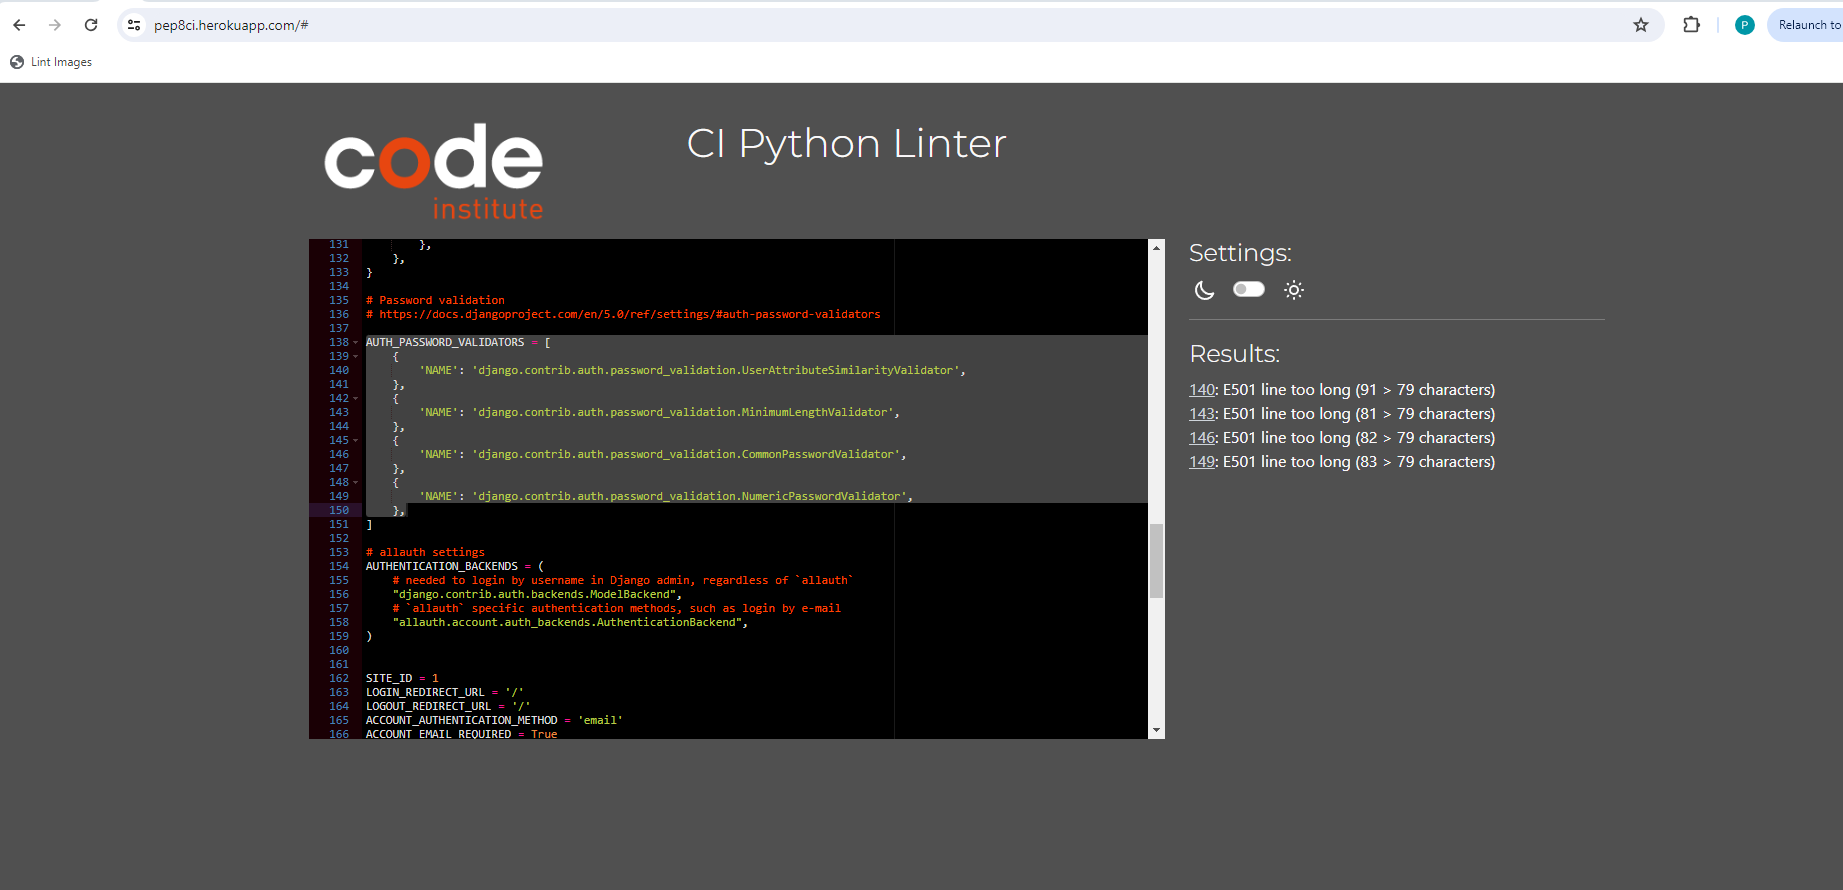 pep8ci.herokuapp.com/#
P
Relaunch to
Lint Images
code
institute
CI Python Linter
131         },
132     },
133 }
134
135 # Password validation
136 # https://docs.djangoproject.com/en/5.0/ref/settings/#auth-password-validators
137
138 AUTH_PASSWORD_VALIDATORS = [
139     {
140         'NAME': 'django.contrib.auth.password_validation.UserAttributeSimilarityValidator',
141     },
142     {
143         'NAME': 'django.contrib.auth.password_validation.MinimumLengthValidator',
144     },
145     {
146         'NAME': 'django.contrib.auth.password_validation.CommonPasswordValidator',
147     },
148     {
149         'NAME': 'django.contrib.auth.password_validation.NumericPasswordValidator',
150     },
151 ]
152
153 # allauth settings
154 AUTHENTICATION_BACKENDS = (
155     # needed to login by username in Django admin, regardless of `allauth`
156     "django.contrib.auth.backends.ModelBackend",
157     # `allauth` specific authentication methods, such as login by e-mail
158     "allauth.account.auth_backends.AuthenticationBackend",
159 )
160
161
162 SITE_ID = 1
163 LOGIN_REDIRECT_URL = '/'
164 LOGOUT_REDIRECT_URL = '/'
165 ACCOUNT_AUTHENTICATION_METHOD = 'email'
166 ACCOUNT_EMAIL_REQUIRED = True
Settings:
Results:
140: E501 line too long (91 > 79 characters)
143: E501 line too long (81 > 79 characters)
146: E501 line too long (82 > 79 characters)
149: E501 line too long (83 > 79 characters)